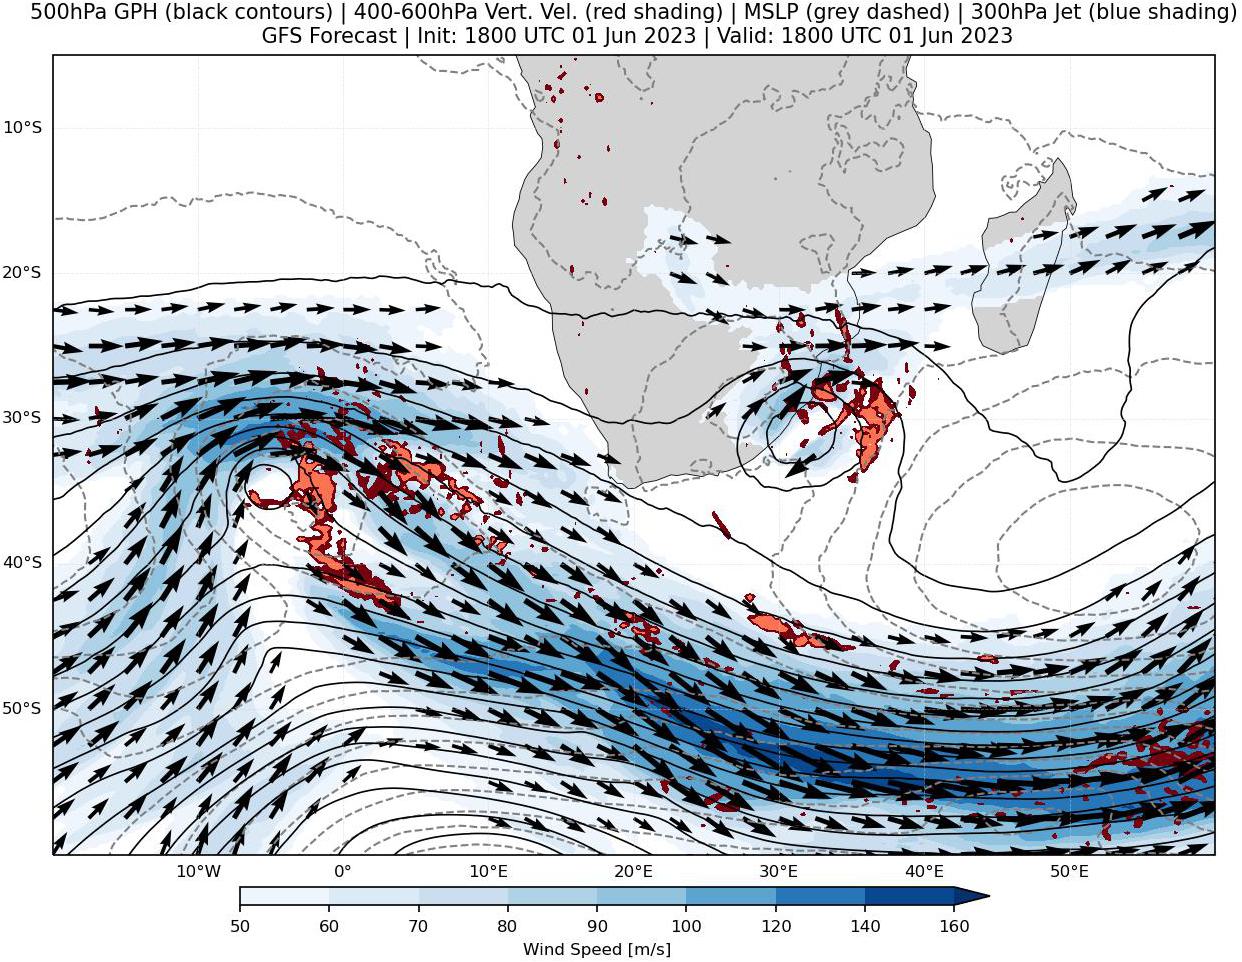 500hPa GPH (black contours) | 400-600hPa Vert. Vel. (red shading) | MSLP (grey dashed) | 300hPa Jet (blue shading)
GFS Forecast | Init: 1800 UTC 01 Jun 2023 | Valid: 1800 UTC 01 Jun 2023
10°S
20°S
30°S
40°S
50°S
10°W 0° 10°E 20°E 30°E 40°E 50°E
50 60 70 80 90 100 120 140 160
Wind Speed [m/s]